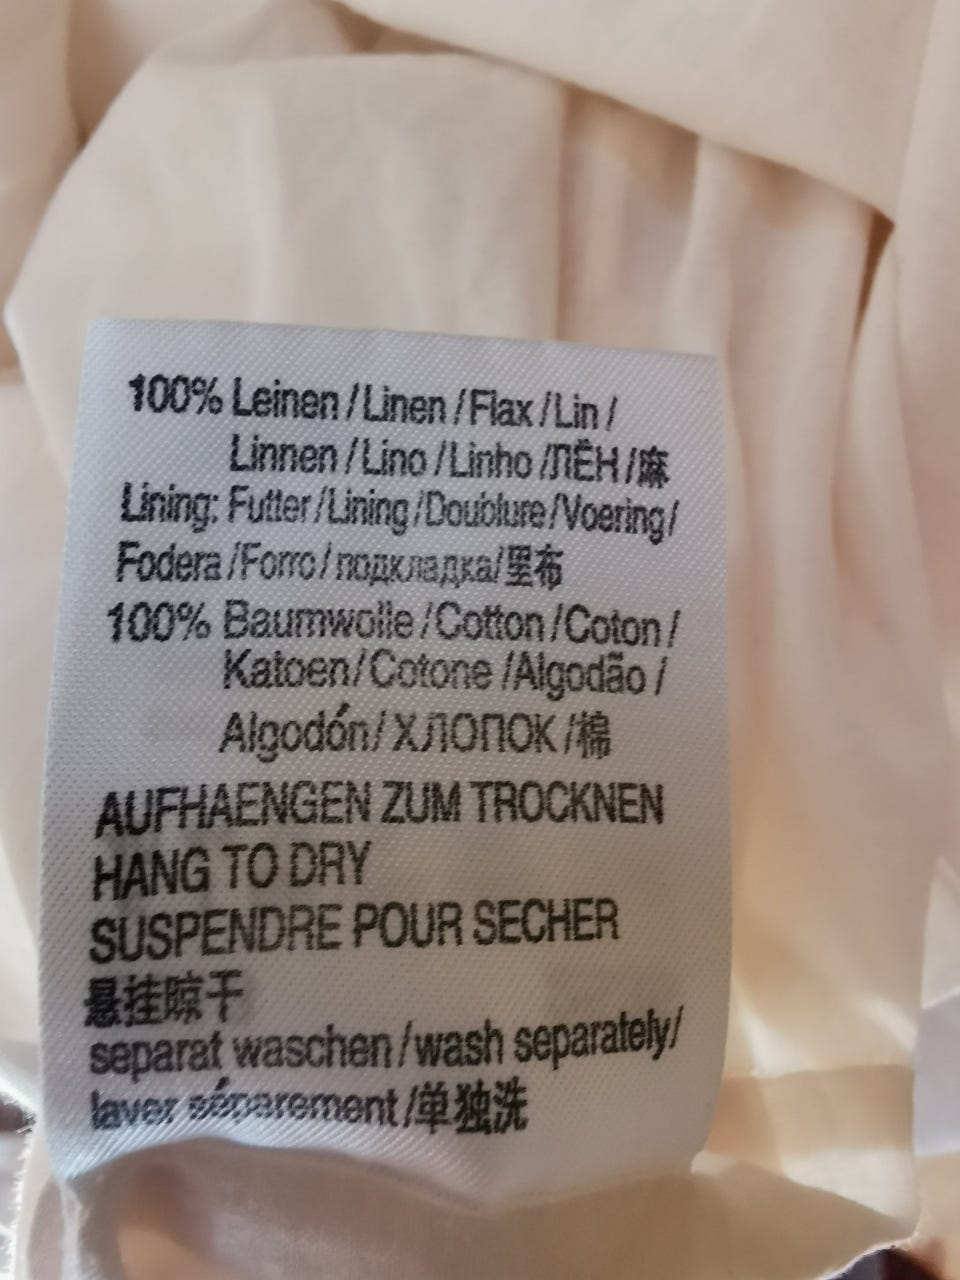 100% Leinen / Linen / Flax / Lin /
Linnen / Lino / Linho / ЛЁН / 麻
Lining: Futter / Lining / Doublure / Voering /
Fodera / Forro / подкладка / 里布
100% Baumwolle / Cotton / Coton /
Katoen / Cotone / Algodão /
Algodón / ХЛОПОК / 棉
AUFHAENGEN ZUM TROCKNEN
HANG TO DRY
SUSPENDRE POUR SECHER
悬挂晾干
separat waschen / wash separately /
laver séparement / 单独洗